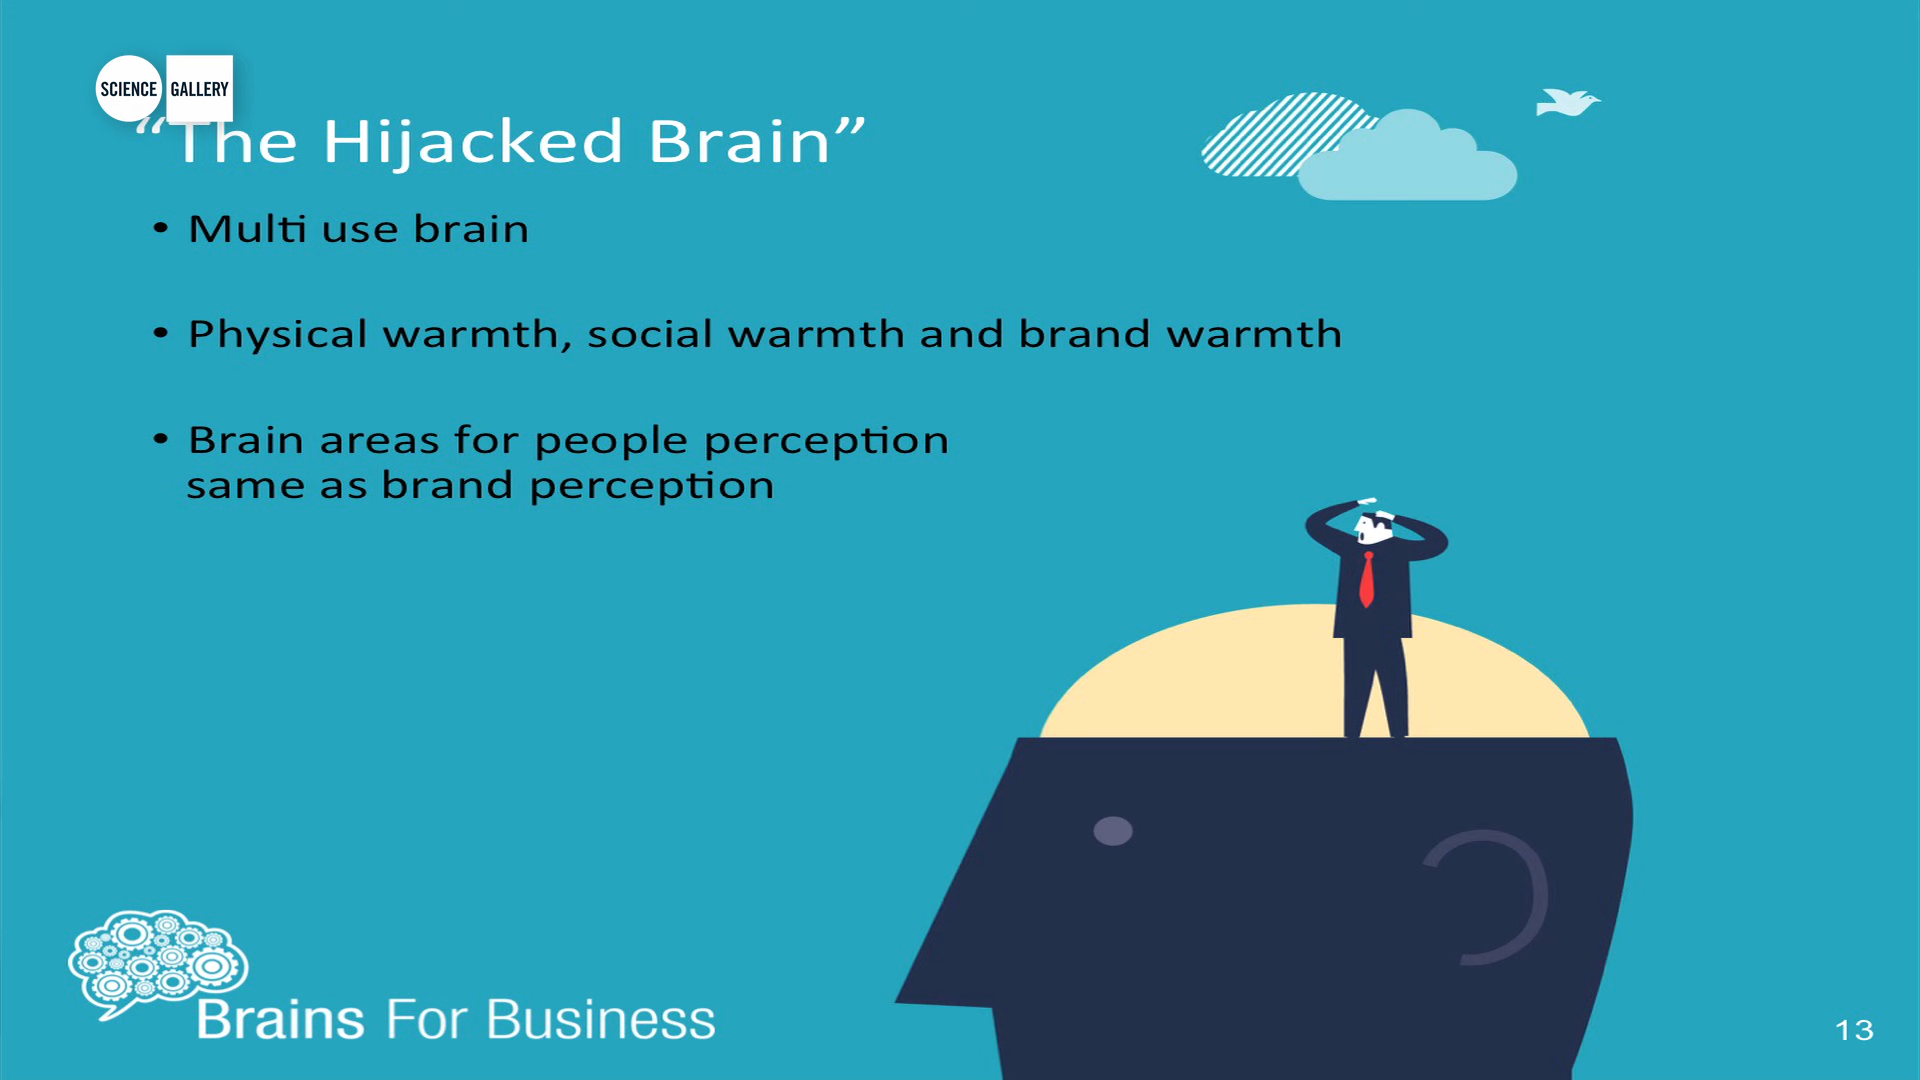 SCIENCE GALLERY
“The Hijacked Brain”
• Multi use brain
• Physical warmth, social warmth and brand warmth
• Brain areas for people perception
same as brand perception
Brains For Business
13